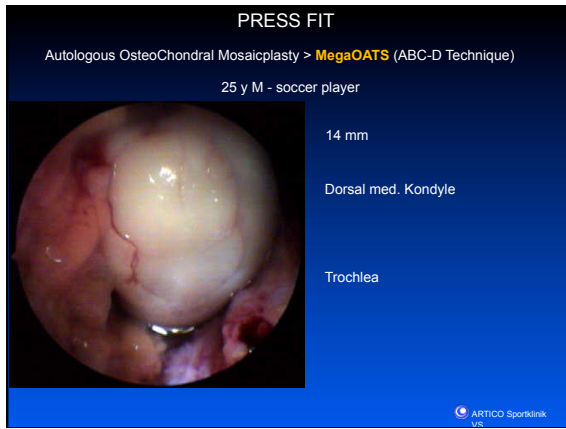 PRESS FIT
Autologous OsteoChondral Mosaicplasty > MegaOATS (ABC-D Technique)
25 y M - soccer player
14 mm
Dorsal med. Kondyle
Trochlea
ARTICO Sportklinik
VS